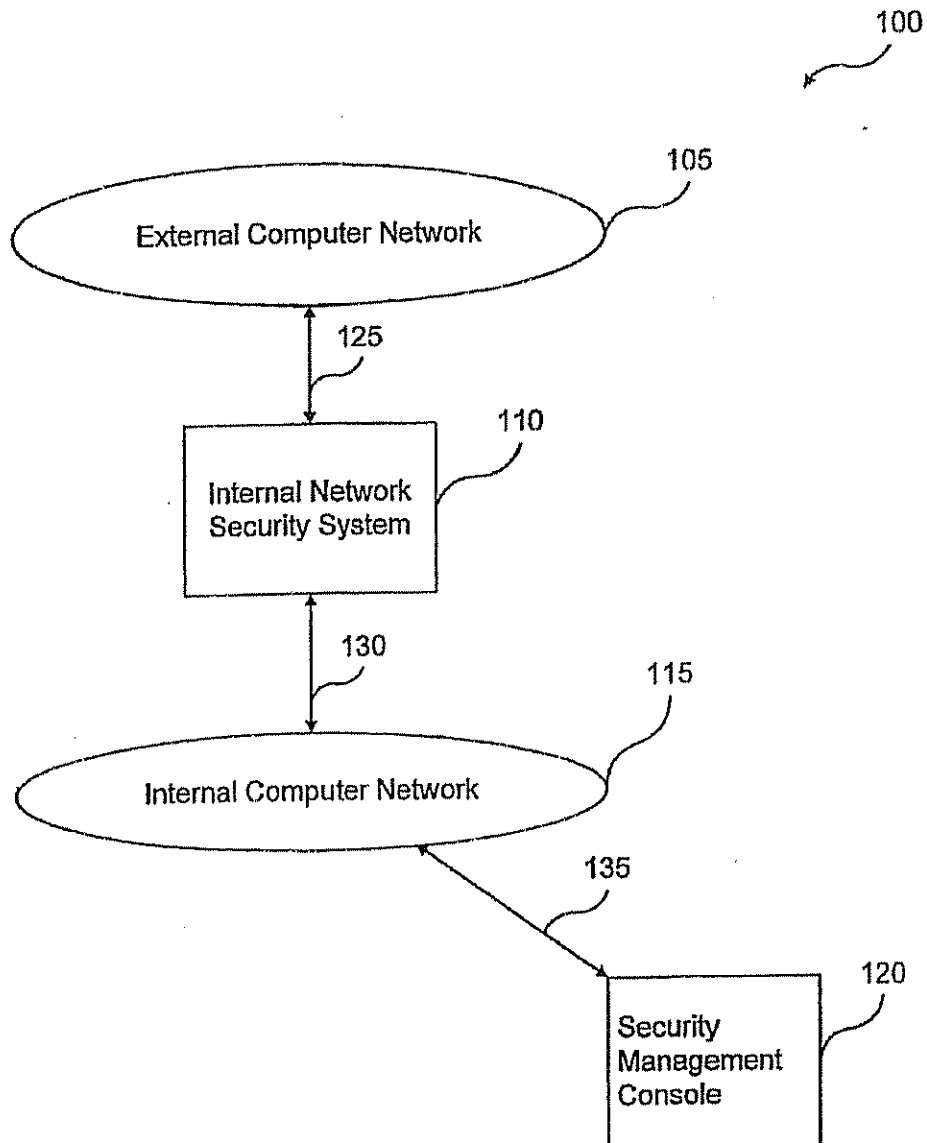 100
105
External Computer Network
125
110
Internal Network
Security System
130
115
Internal Computer Network
135
120
Security
Management
Console